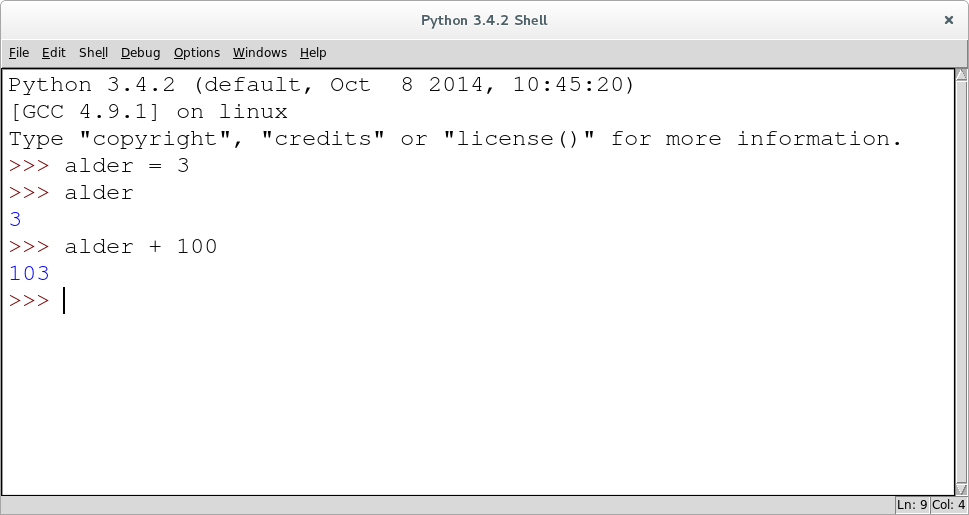 Python 3.4.2 Shell
File Edit Shell Debug Options Windows Help
Python 3.4.2 (default, Oct  8 2014, 10:45:20)
[GCC 4.9.1] on linux
Type "copyright", "credits" or "license()" for more information.
>>> alder = 3
>>> alder
3
>>> alder + 100
103
>>>
Ln: 9 Col: 4